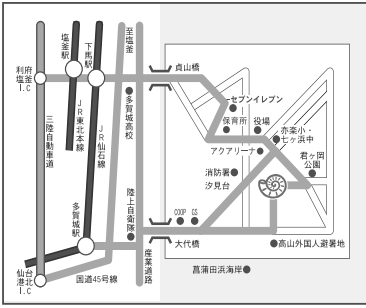 至塩釜
塩釜駅
下馬駅
利府塩釜I.C
貞山橋
セブンイレブン
多賀城高校
保育所
役場
亦楽小・七ヶ浜中
JR東北本線
JR仙石線
三陸自動車道
アクアリーナ
君ヶ岡公園
消防署
汐見台
陸上自衛隊
多賀城駅
COOP
GS
大代橋
高山外国人避暑地
仙台港北I.C
国道45号線
産業道路
菖蒲田浜海岸